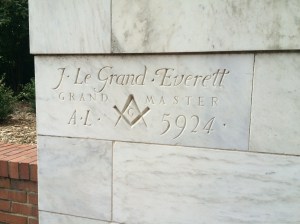 J· Le Grand · Everett
GRAND MASTER
A·L· G 5924·